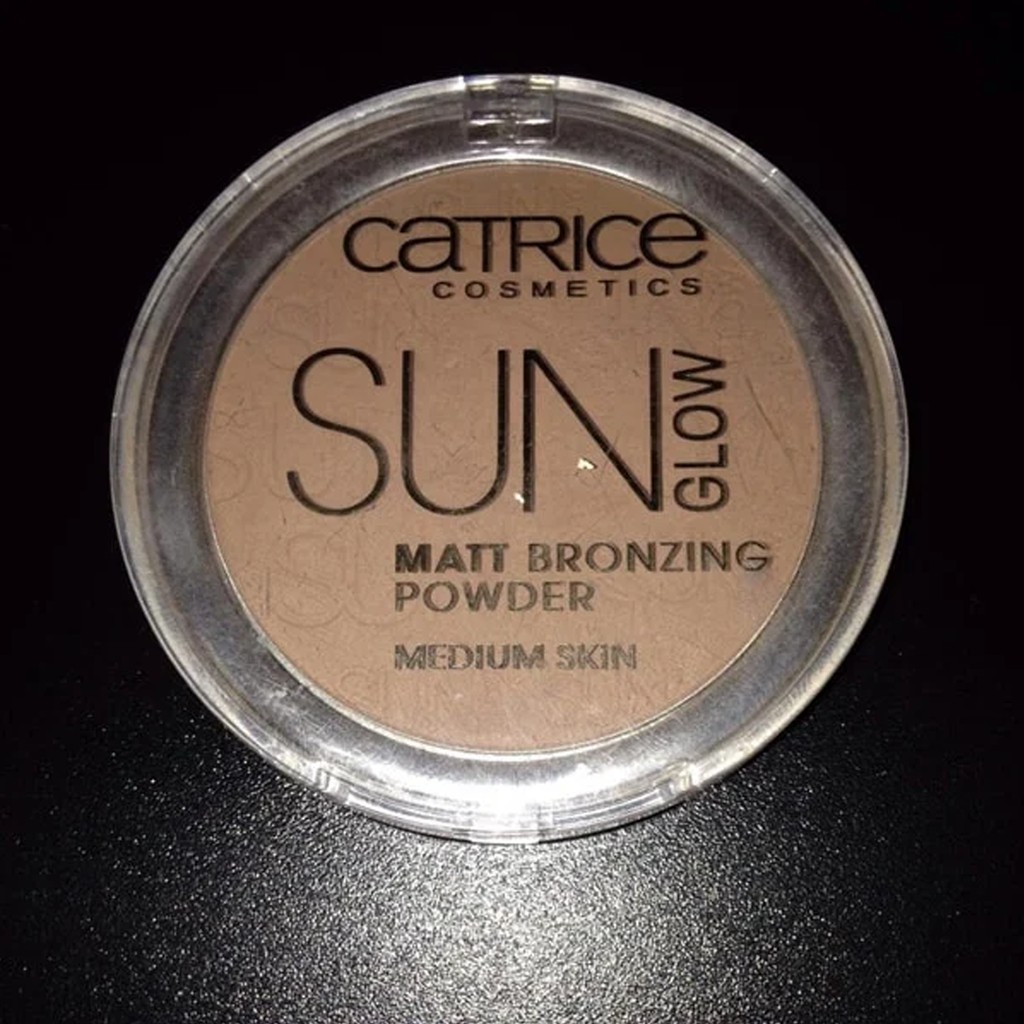 CATRICE
COSMETICS
SUN
GLOW
MATT BRONZING
POWDER
MEDIUM SKIN